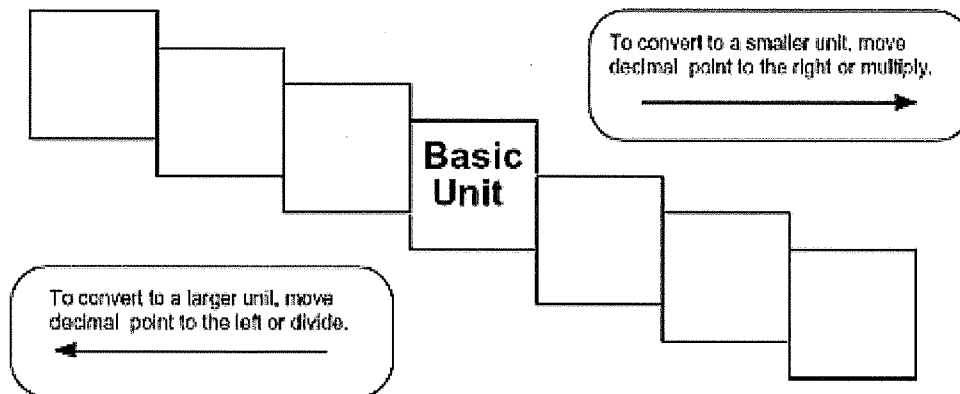 To convert to a smaller unit, move
decimal point to the right or multiply.
Basic
Unit
To convert to a larger unit, move
decimal point to the left or divide.